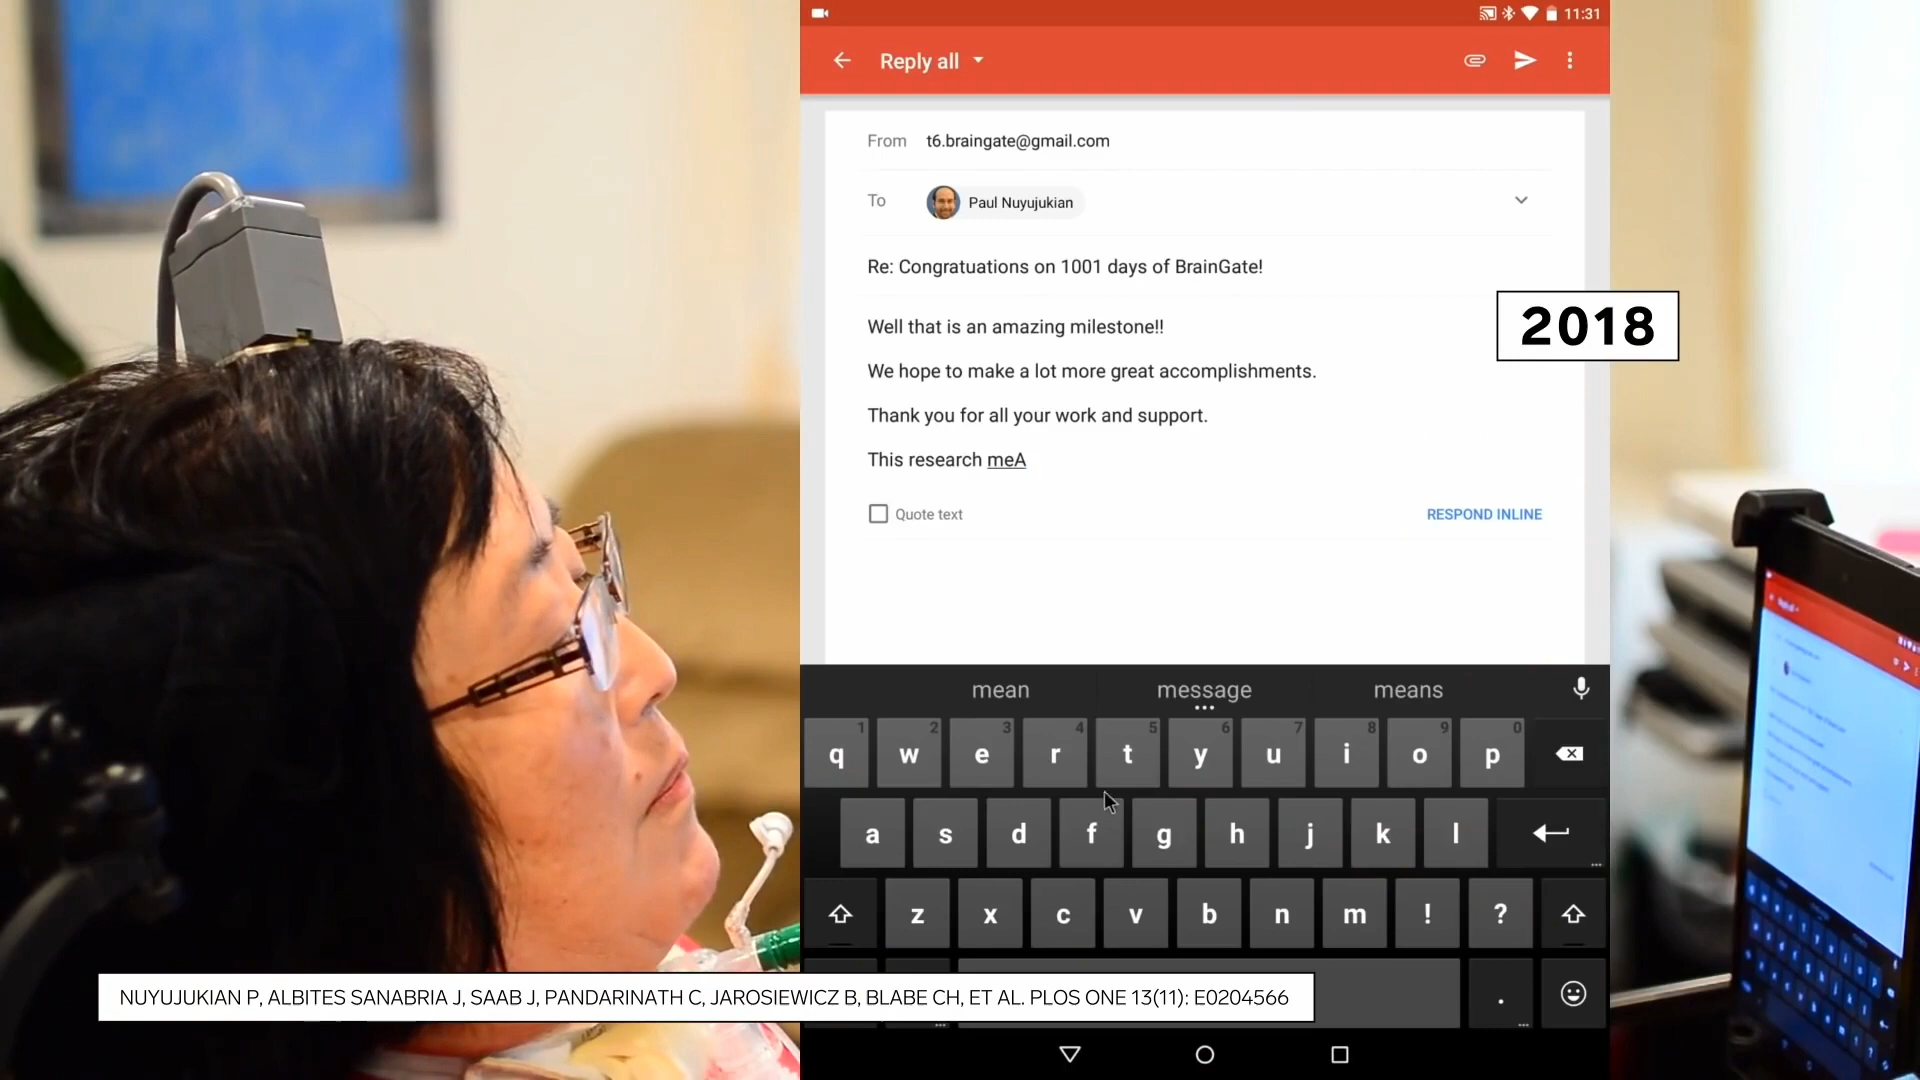 11:31
Reply all
From t6.braingate@gmail.com
To Paul Nuyujukian
Re: Congratuations on 1001 days of BrainGate!
2018
Well that is an amazing milestone!!
We hope to make a lot more great accomplishments.
Thank you for all your work and support.
This research meA
Quote text RESPOND INLINE
mean message means
1 2 3 4 5 6 7 8 9 0
q w e r t y u i o p
a s d f g h j k l
z x c v b n m ! ?
.
NUYUJUKIAN P, ALBITES SANABRIA J, SAAB J, PANDARINATH C, JAROSIEWICZ B, BLABE CH, ET AL. PLOS ONE 13(11): E0204566